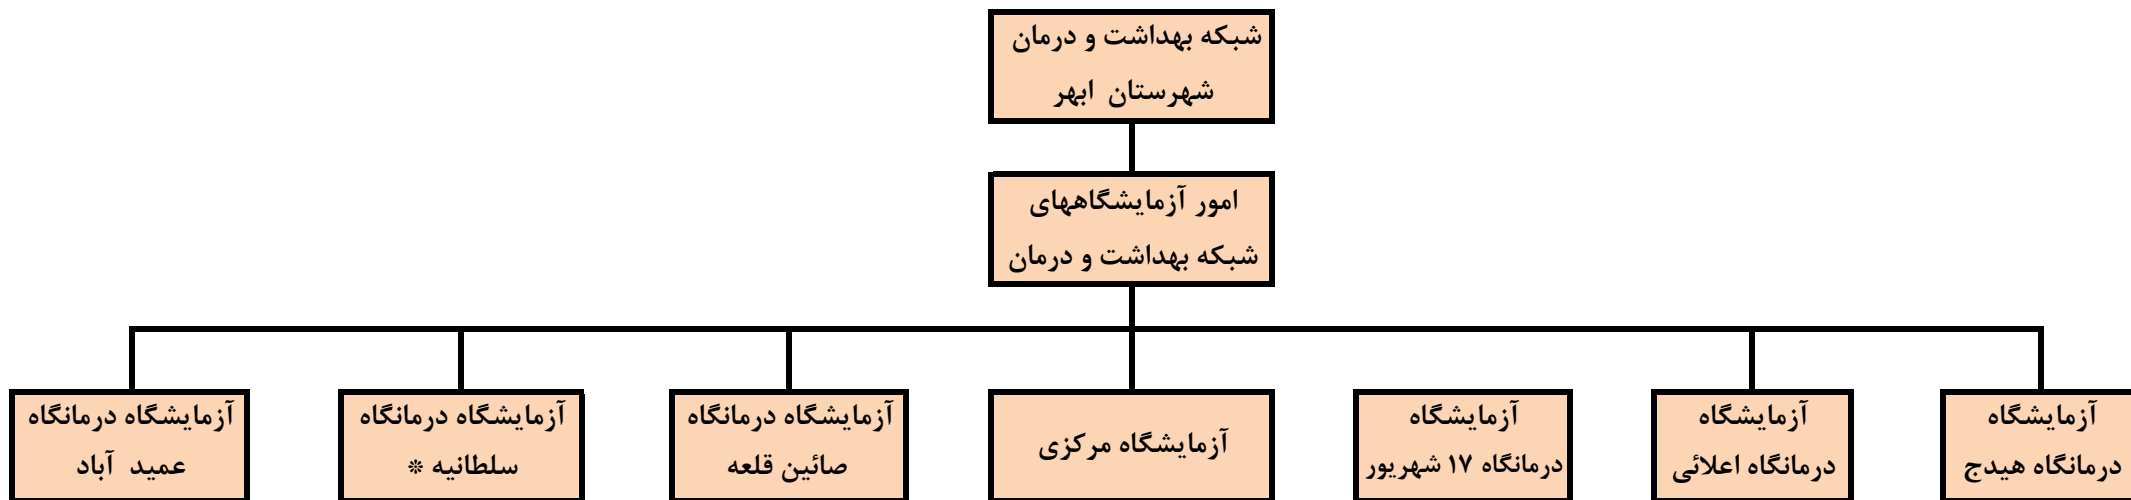 شبکه بهداشت و درمان
شهرستان ابهر
امور آزمایشگاههای
شبکه بهداشت و درمان
آزمایشگاه
درمانگاه هیدج
آزمایشگاه
درمانگاه اعلائی
آزمایشگاه
درمانگاه ۱۷ شهریور
آزمایشگاه مرکزی
آزمایشگاه درمانگاه
صائین قلعه
آزمایشگاه درمانگاه
سلطانیه *
آزمایشگاه درمانگاه
عمید آباد